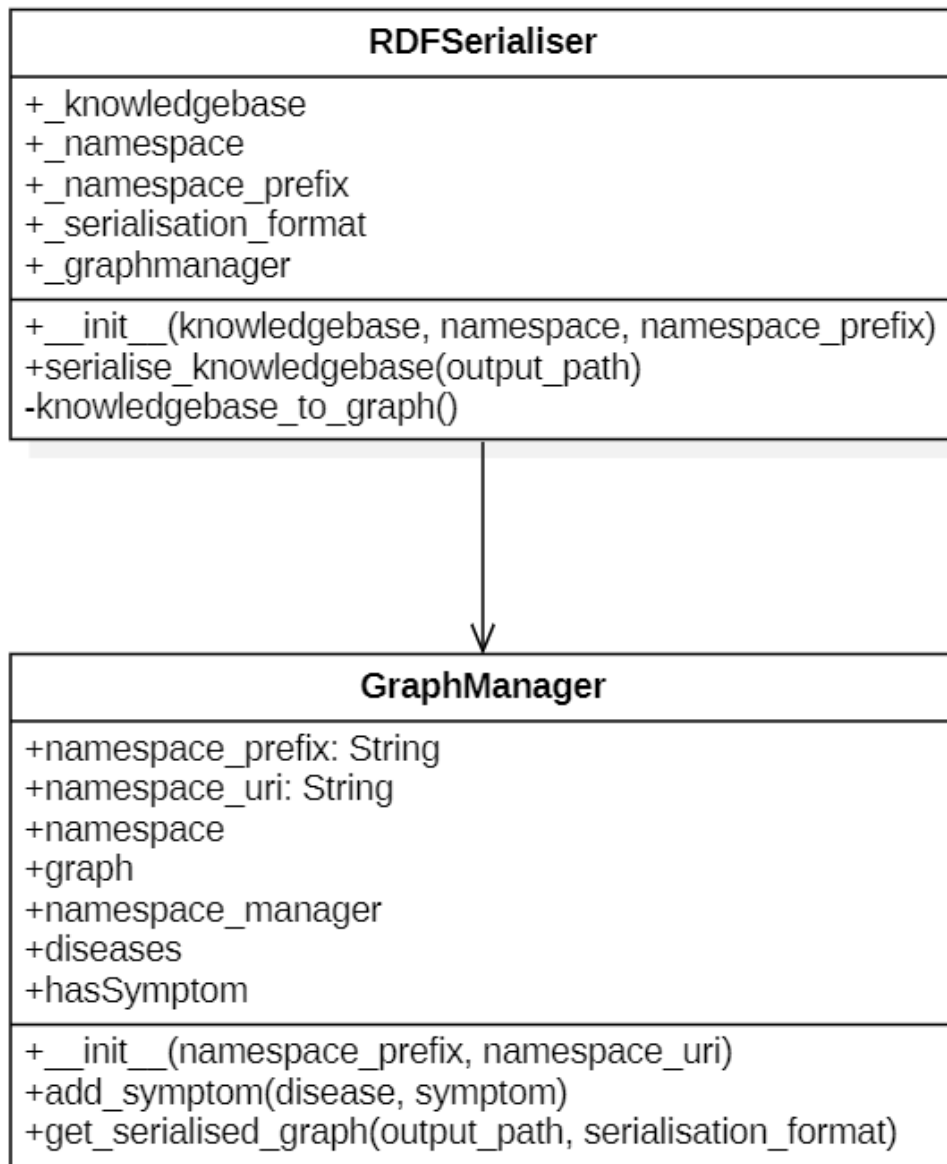 RDFSerialiser
+_knowledgebase
+_namespace
+_namespace_prefix
+_serialisation_format
+_graphmanager
+__init__(knowledgebase, namespace, namespace_prefix)
+serialise_knowledgebase(output_path)
-knowledgebase_to_graph()
GraphManager
+namespace_prefix: String
+namespace_uri: String
+namespace
+graph
+namespace_manager
+diseases
+hasSymptom
+__init__(namespace_prefix, namespace_uri)
+add_symptom(disease, symptom)
+get_serialised_graph(output_path, serialisation_format)